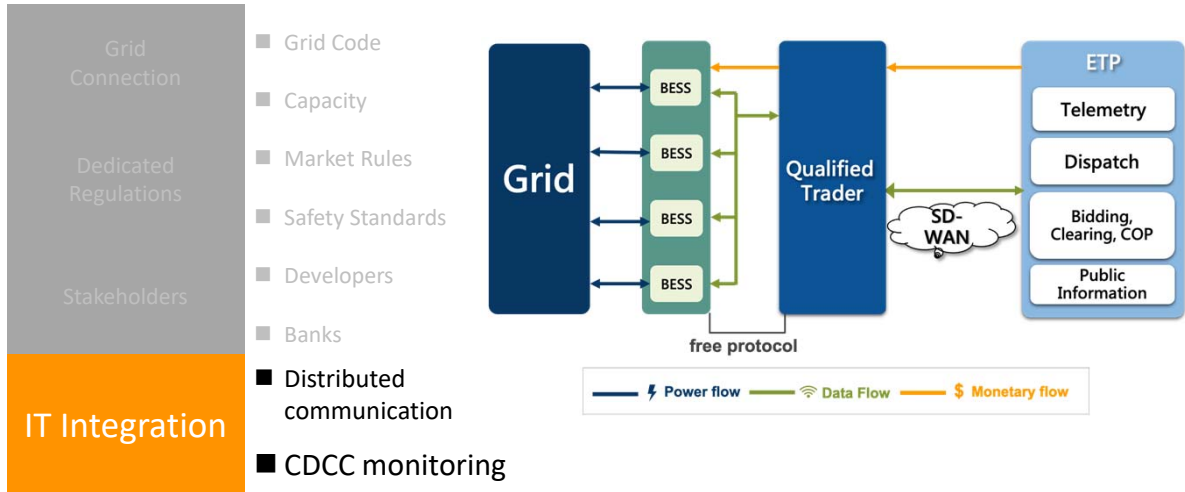 Grid
Connection
Dedicated
Regulations
Stakeholders
IT Integration
■ Grid Code
■ Capacity
■ Market Rules
■ Safety Standards
■ Developers
■ Banks
■ Distributed
communication
■ CDCC monitoring
Grid
BESS
BESS
BESS
BESS
Qualified
Trader
SD-
WAN
ETP
Telemetry
Dispatch
Bidding,
Clearing, COP
Public
Information
free protocol
Power flow
Data Flow
$ Monetary flow